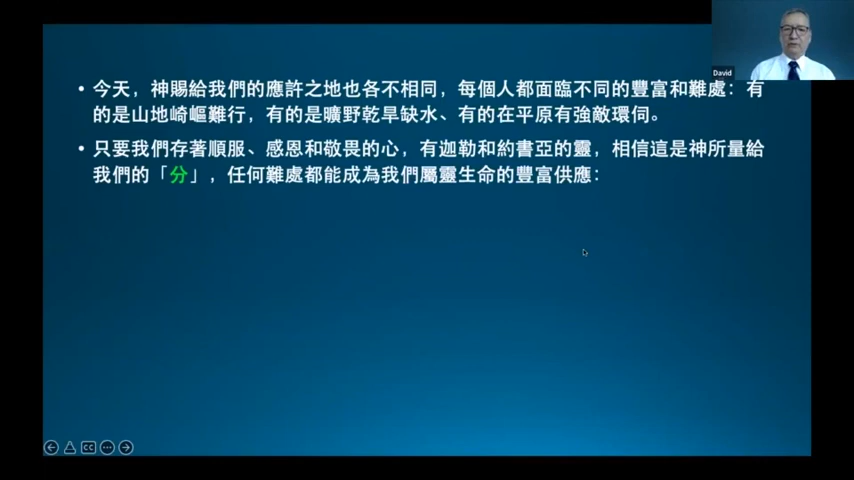 David
• 今天，神賜給我們的應許之地也各不相同，每個人都面臨不同的豐富和難處：有
的是山地崎嶇難行，有的是曠野乾旱缺水、有的在平原有強敵環伺。
• 只要我們存著順服、感恩和敬畏的心，有迦勒和約書亞的靈，相信這是神所量給
我們的「分」，任何難處都能成為我們屬靈生命的豐富供應：
CC